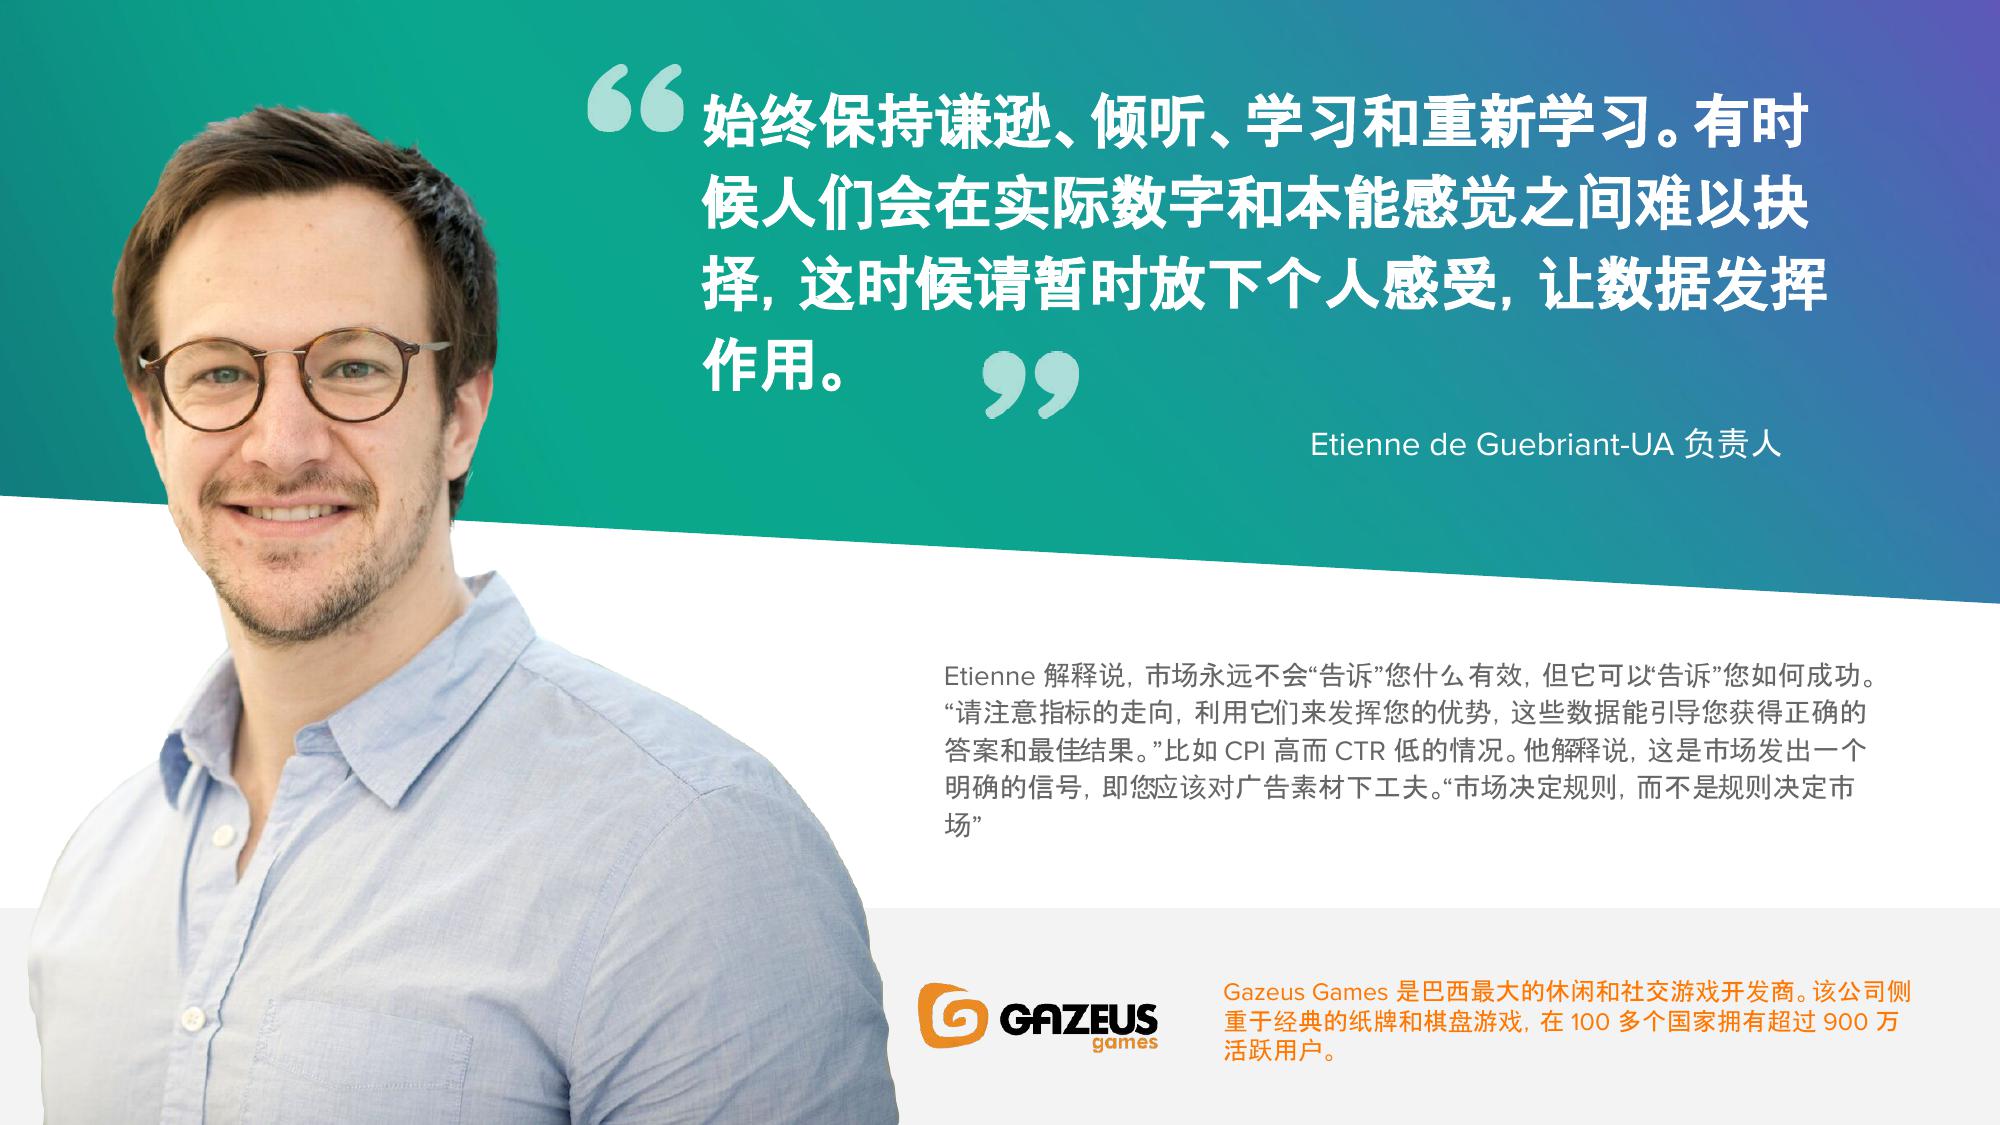 “始终保持谦逊、倾听、学习和重新学习。有时
候人们会在实际数字和本能感觉之间难以抉
择，这时候请暂时放下个人感受，让数据发挥
作用。”
Etienne de Guebriant-UA 负责人
Etienne 解释说，市场永远不会“告诉”您什么有效，但它可以“告诉”您如何成功。
“请注意指标的走向，利用它们来发挥您的优势，这些数据能引导您获得正确的
答案和最佳结果。”比如 CPI 高而 CTR 低的情况。他解释说，这是市场发出一个
明确的信号，即您应该对广告素材下工夫。“市场决定规则，而不是规则决定市
场”
GAZEUS
games
Gazeus Games 是巴西最大的休闲和社交游戏开发商。该公司侧
重于经典的纸牌和棋盘游戏，在 100 多个国家拥有超过 900 万
活跃用户。